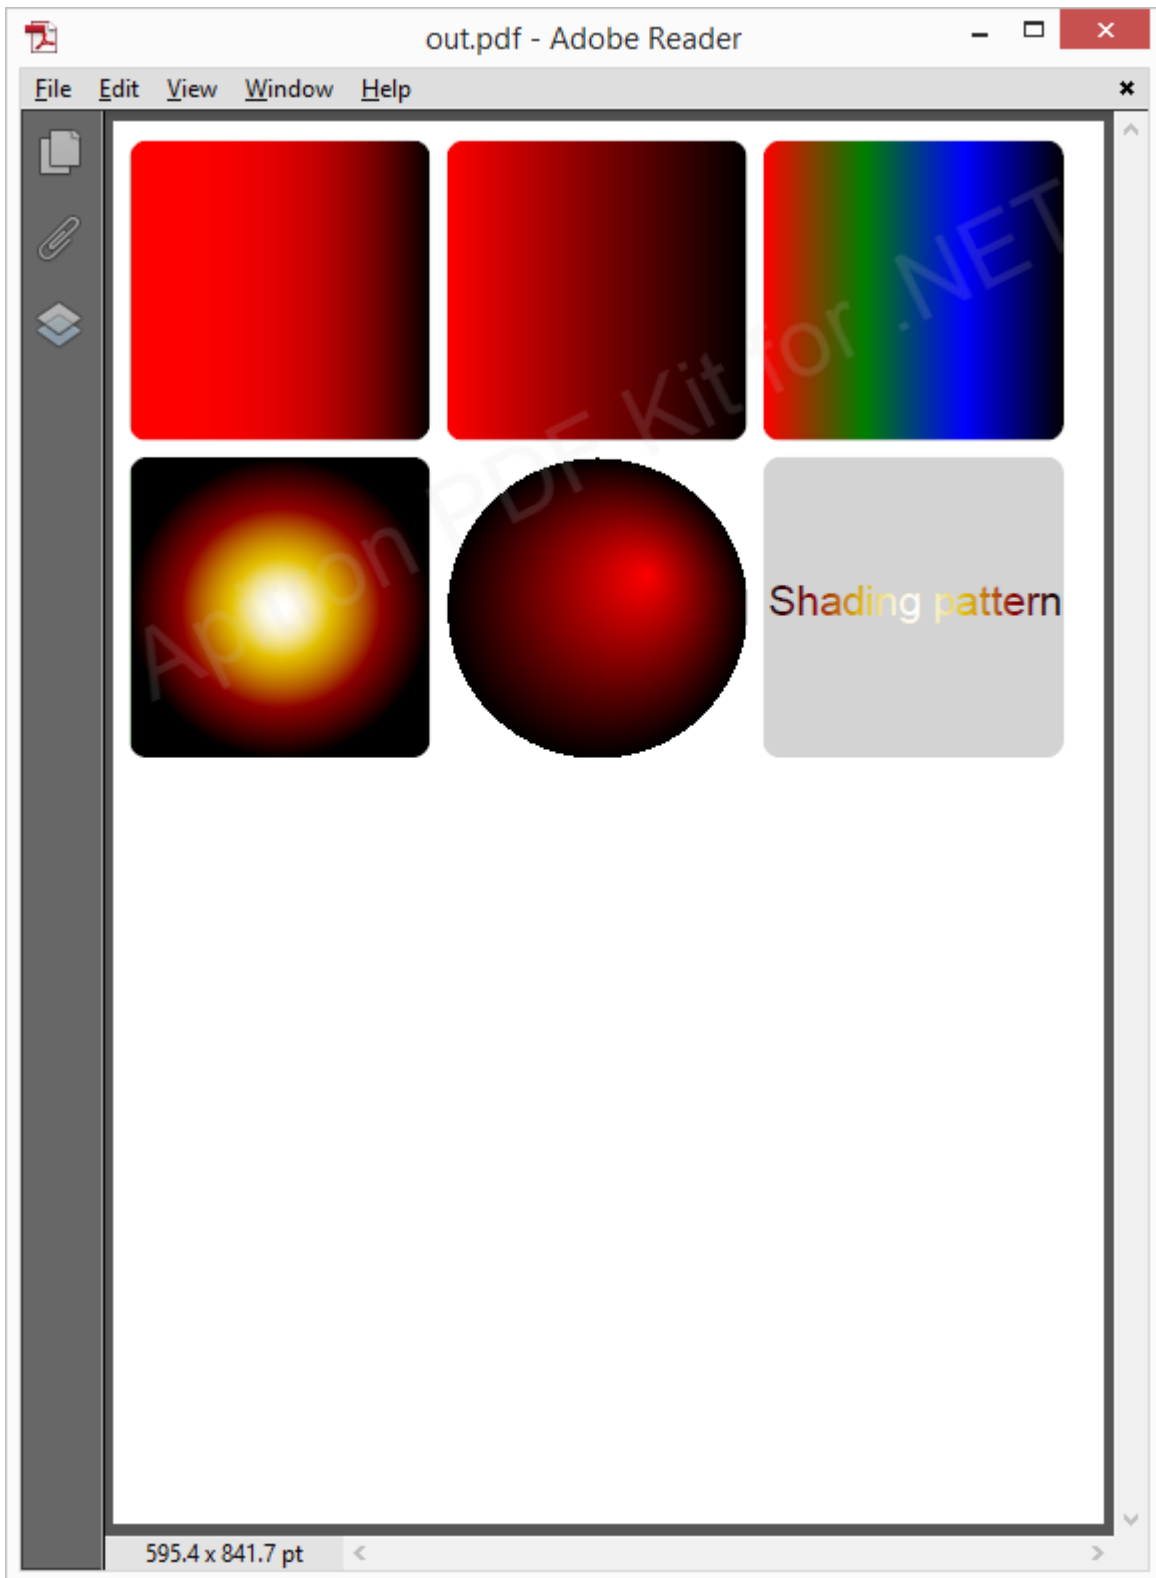 out.pdf - Adobe Reader
File Edit View Window Help
Apitron PDF Kit for .NET
Shading pattern
595.4 x 841.7 pt